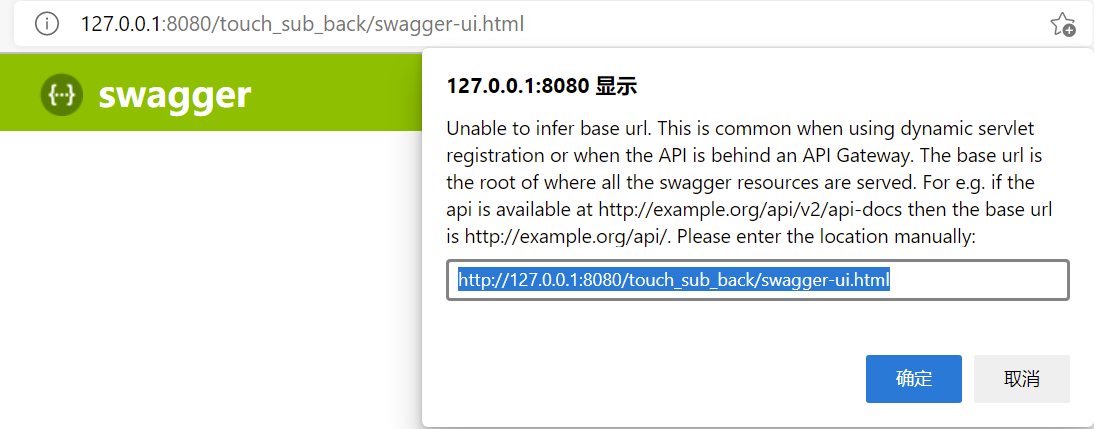 127.0.0.1:8080/touch_sub_back/swagger-ui.html
{···} swagger
127.0.0.1:8080 显示
Unable to infer base url. This is common when using dynamic servlet
registration or when the API is behind an API Gateway. The base url is
the root of where all the swagger resources are served. For e.g. if the
api is available at http://example.org/api/v2/api-docs then the base url
is http://example.org/api/. Please enter the location manually:
http://127.0.0.1:8080/touch_sub_back/swagger-ui.html
确定 取消